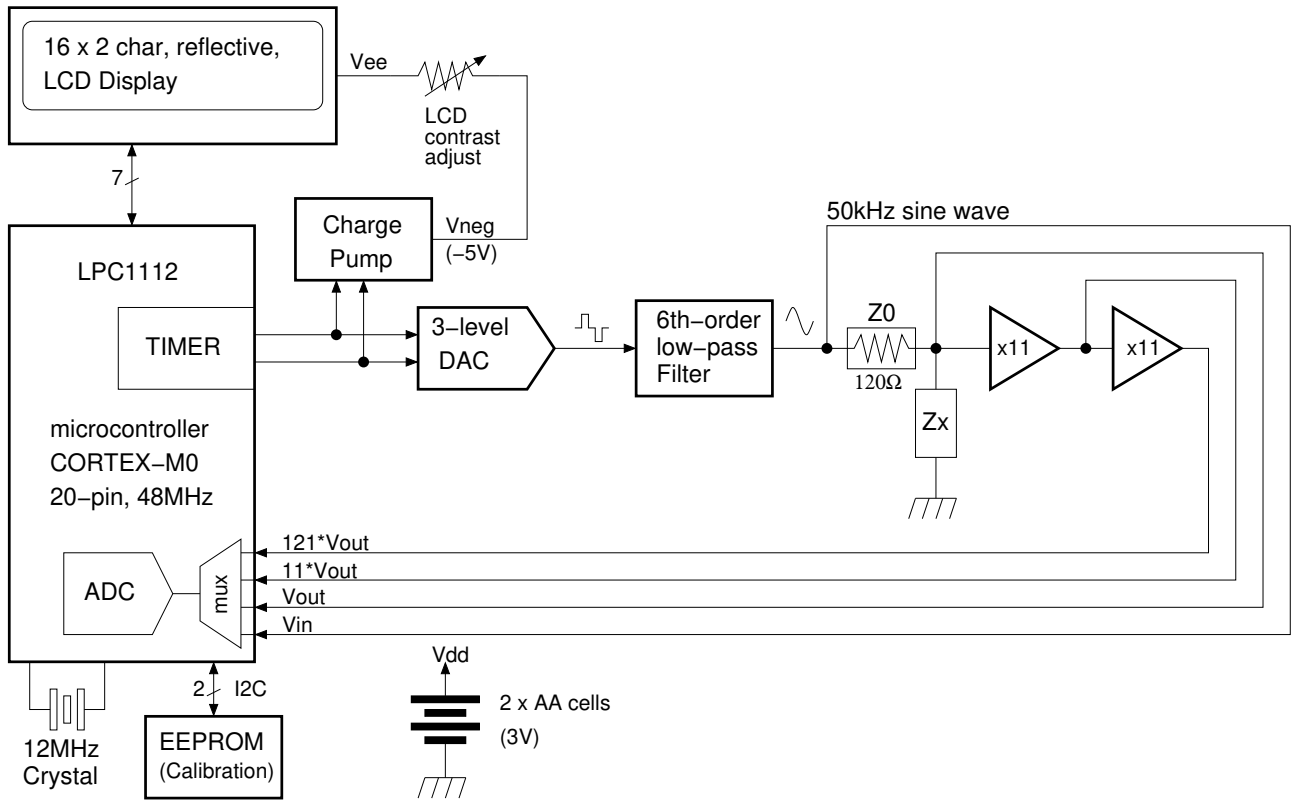 16 x 2 char, reflective,
LCD Display
Vee
LCD
contrast
adjust
7
Charge
Pump
Vneg
(−5V)
50kHz sine wave
LPC1112
TIMER
3−level
DAC
6th−order
low−pass
Filter
Z0
120Ω
x11
x11
Zx
microcontroller
CORTEX−M0
20−pin, 48MHz
ADC
mux
121*Vout
11*Vout
Vout
Vin
2
I2C
12MHz
Crystal
EEPROM
(Calibration)
Vdd
2 x AA cells
(3V)